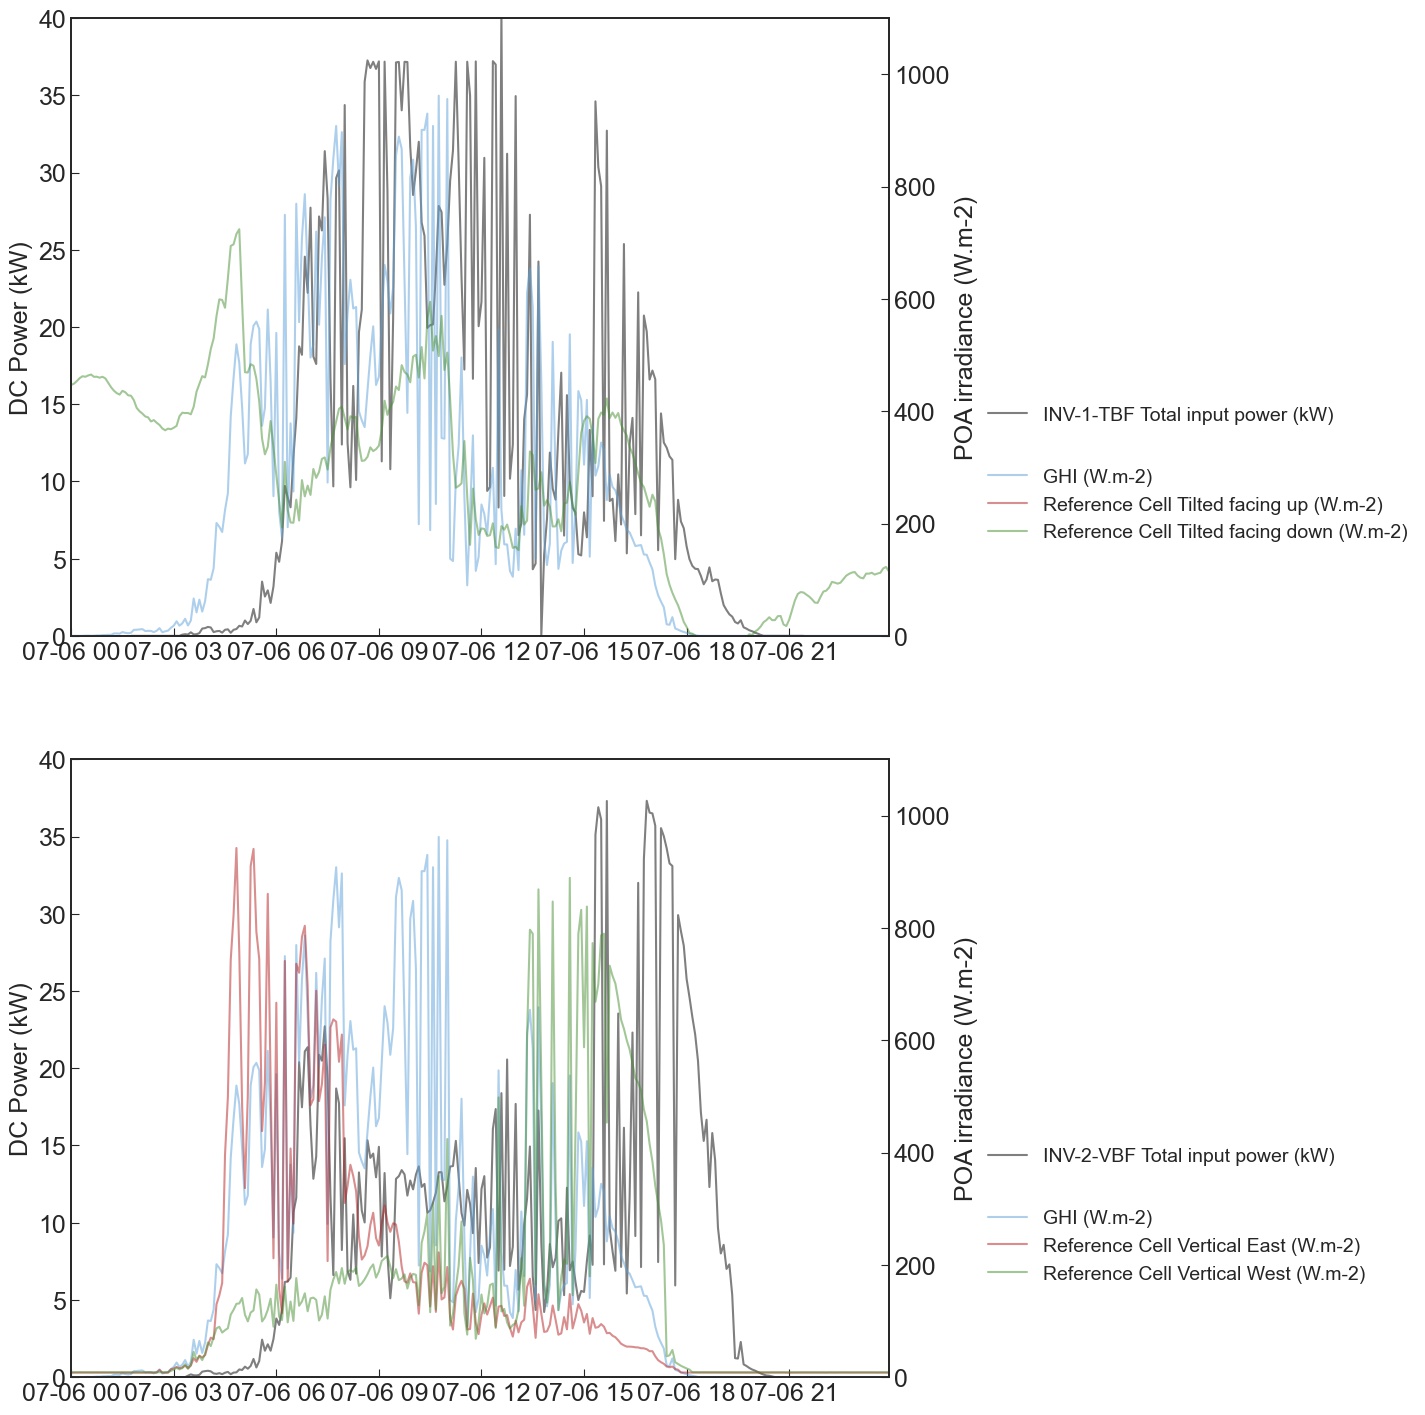 40
35
30
25
20
15
10
5
0
DC Power (kW)
1000
800
600
400
200
0
POA irradiance (W.m-2)
07-06 00 07-06 03 07-06 06 07-06 09 07-06 12 07-06 15 07-06 18 07-06 21
INV-1-TBF Total input power (kW)
GHI (W.m-2)
Reference Cell Tilted facing up (W.m-2)
Reference Cell Tilted facing down (W.m-2)
40
35
30
25
20
15
10
5
0
DC Power (kW)
1000
800
600
400
200
0
POA irradiance (W.m-2)
07-06 00 07-06 03 07-06 06 07-06 09 07-06 12 07-06 15 07-06 18 07-06 21
INV-2-VBF Total input power (kW)
GHI (W.m-2)
Reference Cell Vertical East (W.m-2)
Reference Cell Vertical West (W.m-2)